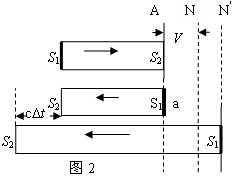 A N N'
V
S₁ S₂
S₂ S₁ a
cΔt
S₂ S₁
图 2